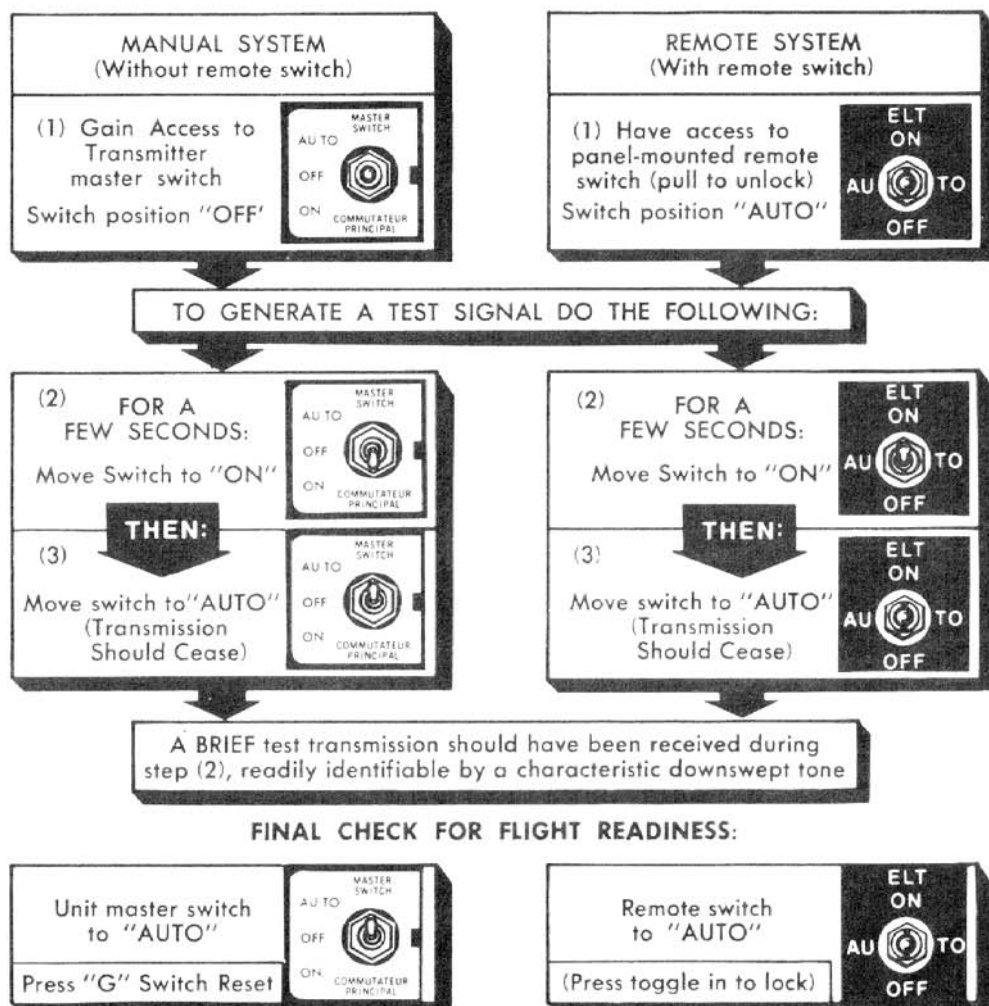 MANUAL SYSTEM
(Without remote switch)
(1) Gain Access to
Transmitter
master switch
Switch position "OFF'
MASTER
SWITCH
AUTO
OFF
ON
COMMUTATEUR
PRINCIPAL
REMOTE SYSTEM
(With remote switch)
(1) Have access to
panel-mounted remote
switch (pull to unlock)
Switch position "AUTO"
ELT
ON
AU TO
OFF
TO GENERATE A TEST SIGNAL DO THE FOLLOWING:
(2)
FOR A
FEW SECONDS:
Move Switch to "ON"
MASTER
SWITCH
AUTO
OFF
ON
COMMUTATEUR
PRINCIPAL
THEN:
(3)
Move switch to "AUTO"
(Transmission
Should Cease)
MASTER
SWITCH
AUTO
OFF
ON
COMMUTATEUR
PRINCIPAL
(2)
FOR A
FEW SECONDS:
Move Switch to "ON"
ELT
ON
AU TO
OFF
THEN:
(3)
Move switch to "AUTO"
(Transmission
Should Cease)
ELT
ON
AU TO
OFF
A BRIEF test transmission should have been received during
step (2), readily identifiable by a characteristic downswept tone
FINAL CHECK FOR FLIGHT READINESS:
Unit master switch
to "AUTO"
Press "G" Switch Reset
MASTER
SWITCH
AUTO
OFF
ON
COMMUTATEUR
PRINCIPAL
Remote switch
to "AUTO"
(Press toggle in to lock)
ELT
ON
AU TO
OFF